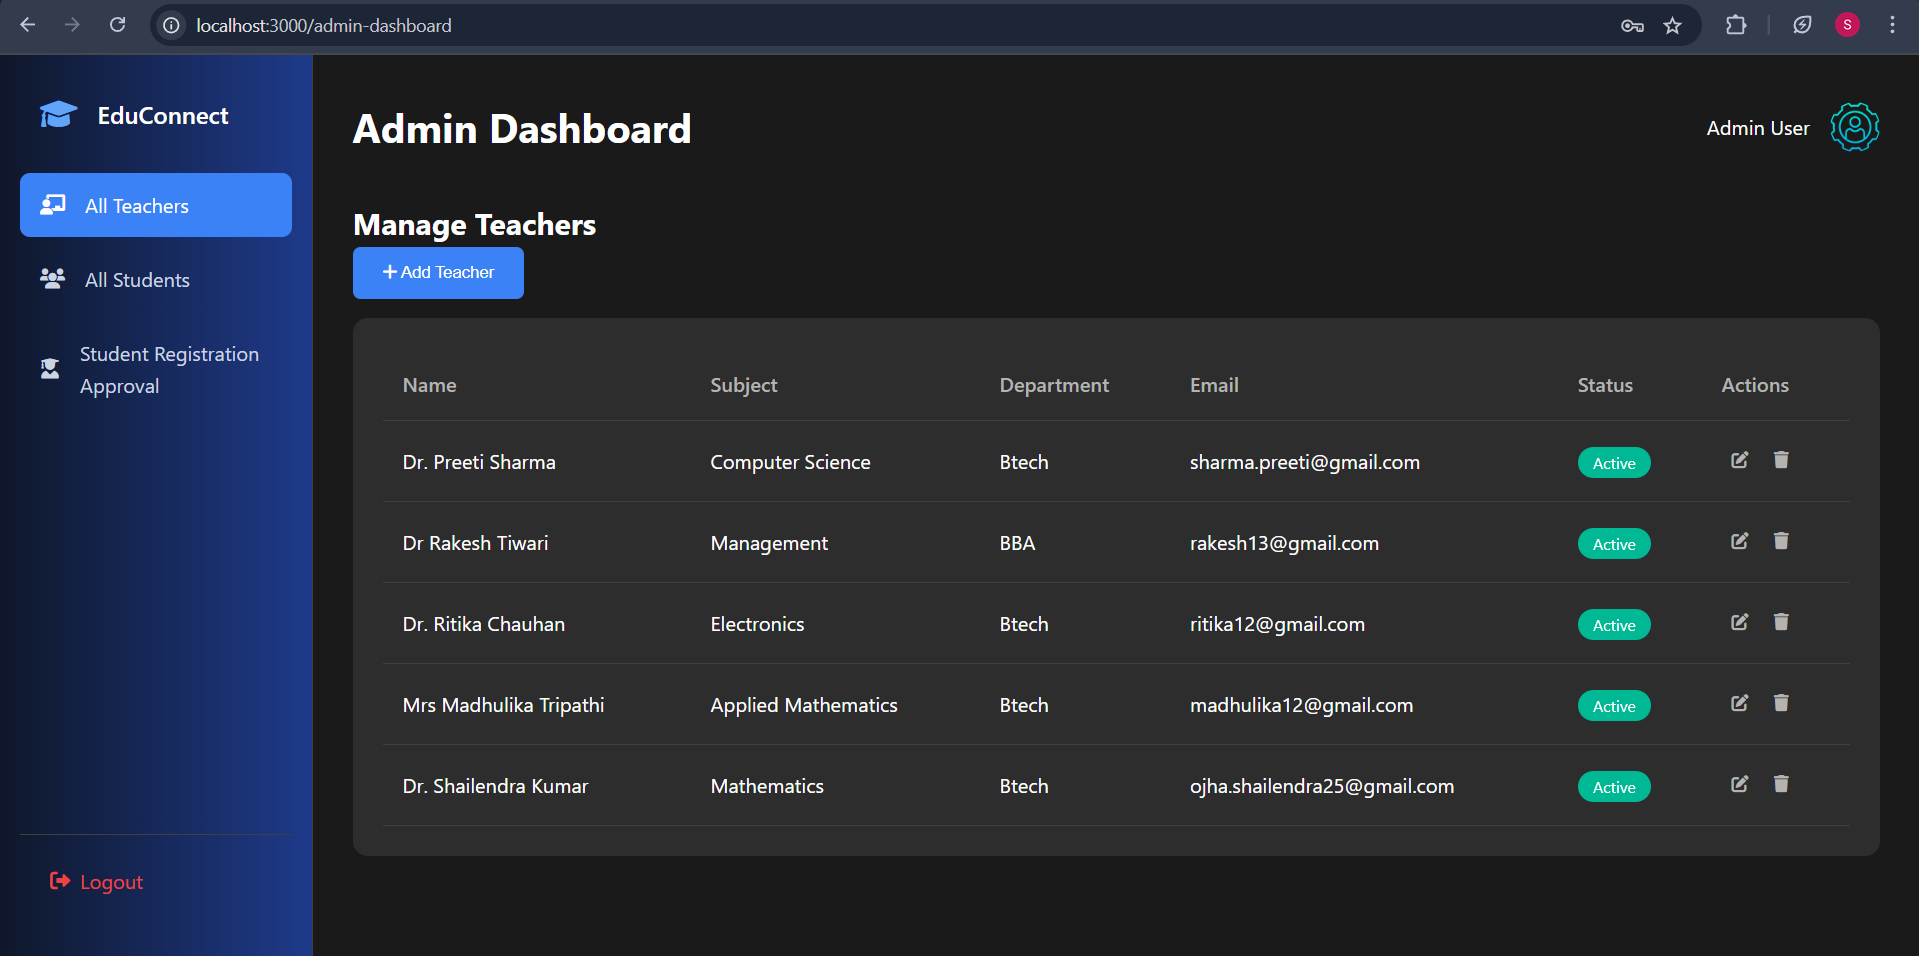 localhost:3000/admin-dashboard
S
EduConnect
All Teachers
All Students
Student Registration
Approval
Logout
Admin Dashboard
Admin User
Manage Teachers
+ Add Teacher
Name Subject Department Email Status Actions
Dr. Preeti Sharma Computer Science Btech sharma.preeti@gmail.com Active
Dr Rakesh Tiwari Management BBA rakesh13@gmail.com Active
Dr. Ritika Chauhan Electronics Btech ritika12@gmail.com Active
Mrs Madhulika Tripathi Applied Mathematics Btech madhulika12@gmail.com Active
Dr. Shailendra Kumar Mathematics Btech ojha.shailendra25@gmail.com Active